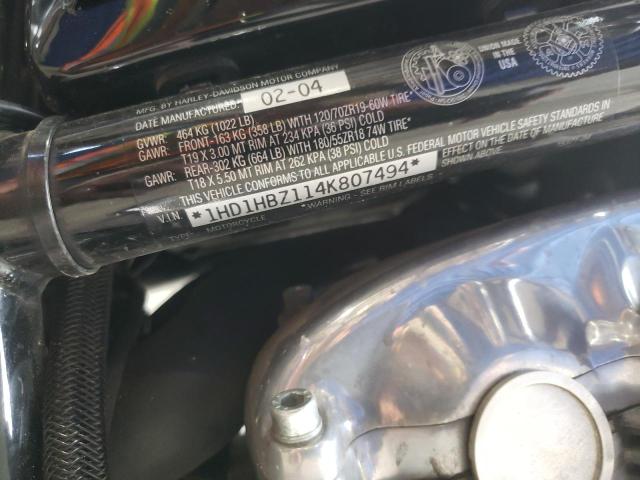 MFG. BY HARLEY-DAVIDSON MOTOR COMPANY
DATE MANUFACTURED- 02-04
GVWR: 464 KG (1022 LB)
GAWR: FRONT-163 KG (358 LB) WITH 120/70ZR19-60W TIRE*
T19 X 3.00 MT RIM AT 234 KPA (36 PSI) COLD
GAWR: REAR-302 KG (664 LB) WITH 180/55ZR18 74W TIRE*
T18 X 5.50 MT RIM AT 262 KPA (38 PSI) COLD
THIS VEHICLE CONFORMS TO ALL APPLICABLE U.S. FEDERAL MOTOR VEHICLE SAFETY STANDARDS IN
EFFECT ON THE DATE OF MANUFACTURE
SHOWN ABOVE.
V.I.N. *1HD1HBZ114K807494*
*WARNING - SEE RIM LABELS
TYPE MOTORCYCLE
UNION MADE
IN THE
USA